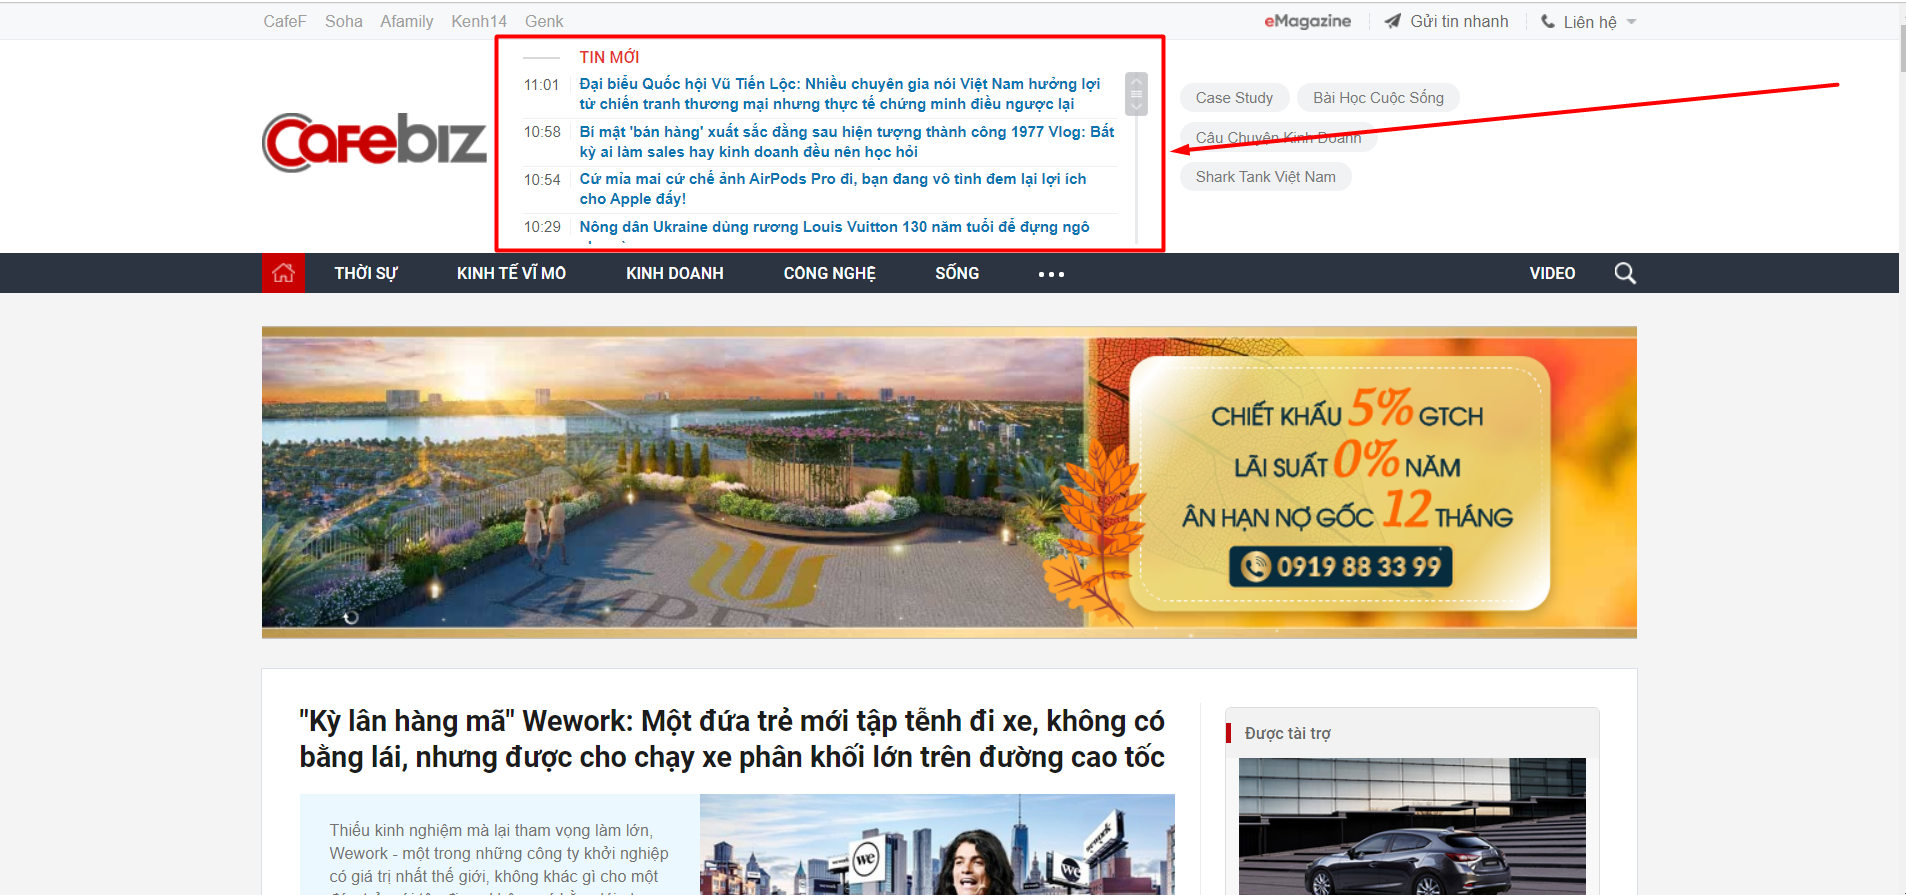 CafeF Soha Afamily Kenh14 Genk
eMagazine Gửi tin nhanh Liên hệ
TIN MỚI
11:01 Đại biểu Quốc hội Vũ Tiến Lộc: Nhiều chuyên gia nói Việt Nam hưởng lợi
từ chiến tranh thương mại nhưng thực tế chứng minh điều ngược lại
10:58 Bí mật 'bán hàng' xuất sắc đằng sau hiện tượng thành công 1977 Vlog: Bất
kỳ ai làm sales hay kinh doanh đều nên học hỏi
10:54 Cứ mỉa mai cứ chế ảnh AirPods Pro đi, bạn đang vô tình đem lại lợi ích
cho Apple đấy!
10:29 Nông dân Ukraine dùng rương Louis Vuitton 130 năm tuổi để đựng ngô
Cafebiz
Case Study Bài Học Cuộc Sống
Câu Chuyện Kinh Doanh
Shark Tank Việt Nam
THỜI SỰ KINH TẾ VĨ MÔ KINH DOANH CÔNG NGHỆ SỐNG VIDEO
CHIẾT KHẤU 5% GTCH
LÃI SUẤT 0% NĂM
ÂN HẠN NỢ GỐC 12 THÁNG
0919 88 33 99
"Kỳ lân hàng mã" Wework: Một đứa trẻ mới tập tễnh đi xe, không có
bằng lái, nhưng được cho chạy xe phân khối lớn trên đường cao tốc
Được tài trợ
Thiếu kinh nghiệm mà lại tham vọng làm lớn,
Wework - một trong những công ty khởi nghiệp
có giá trị nhất thế giới, không khác gì cho một
we
wework
we